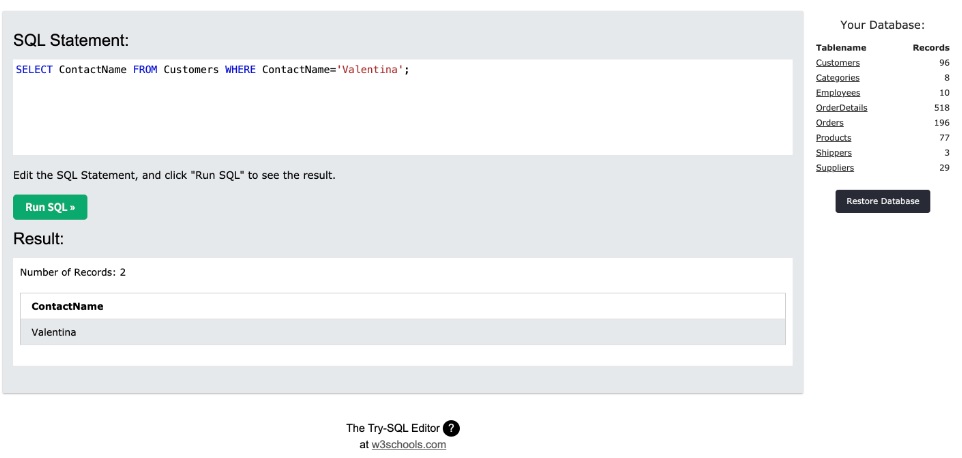 SQL Statement:
SELECT ContactName FROM Customers WHERE ContactName='Valentina';
Edit the SQL Statement, and click "Run SQL" to see the result.
Run SQL »
Result:
Number of Records: 2
ContactName
Valentina
Your Database:
Tablename Records
Customers 96
Categories 8
Employees 10
OrderDetails 518
Orders 196
Products 77
Shippers 3
Suppliers 29
Restore Database
The Try-SQL Editor ?
at w3schools.com